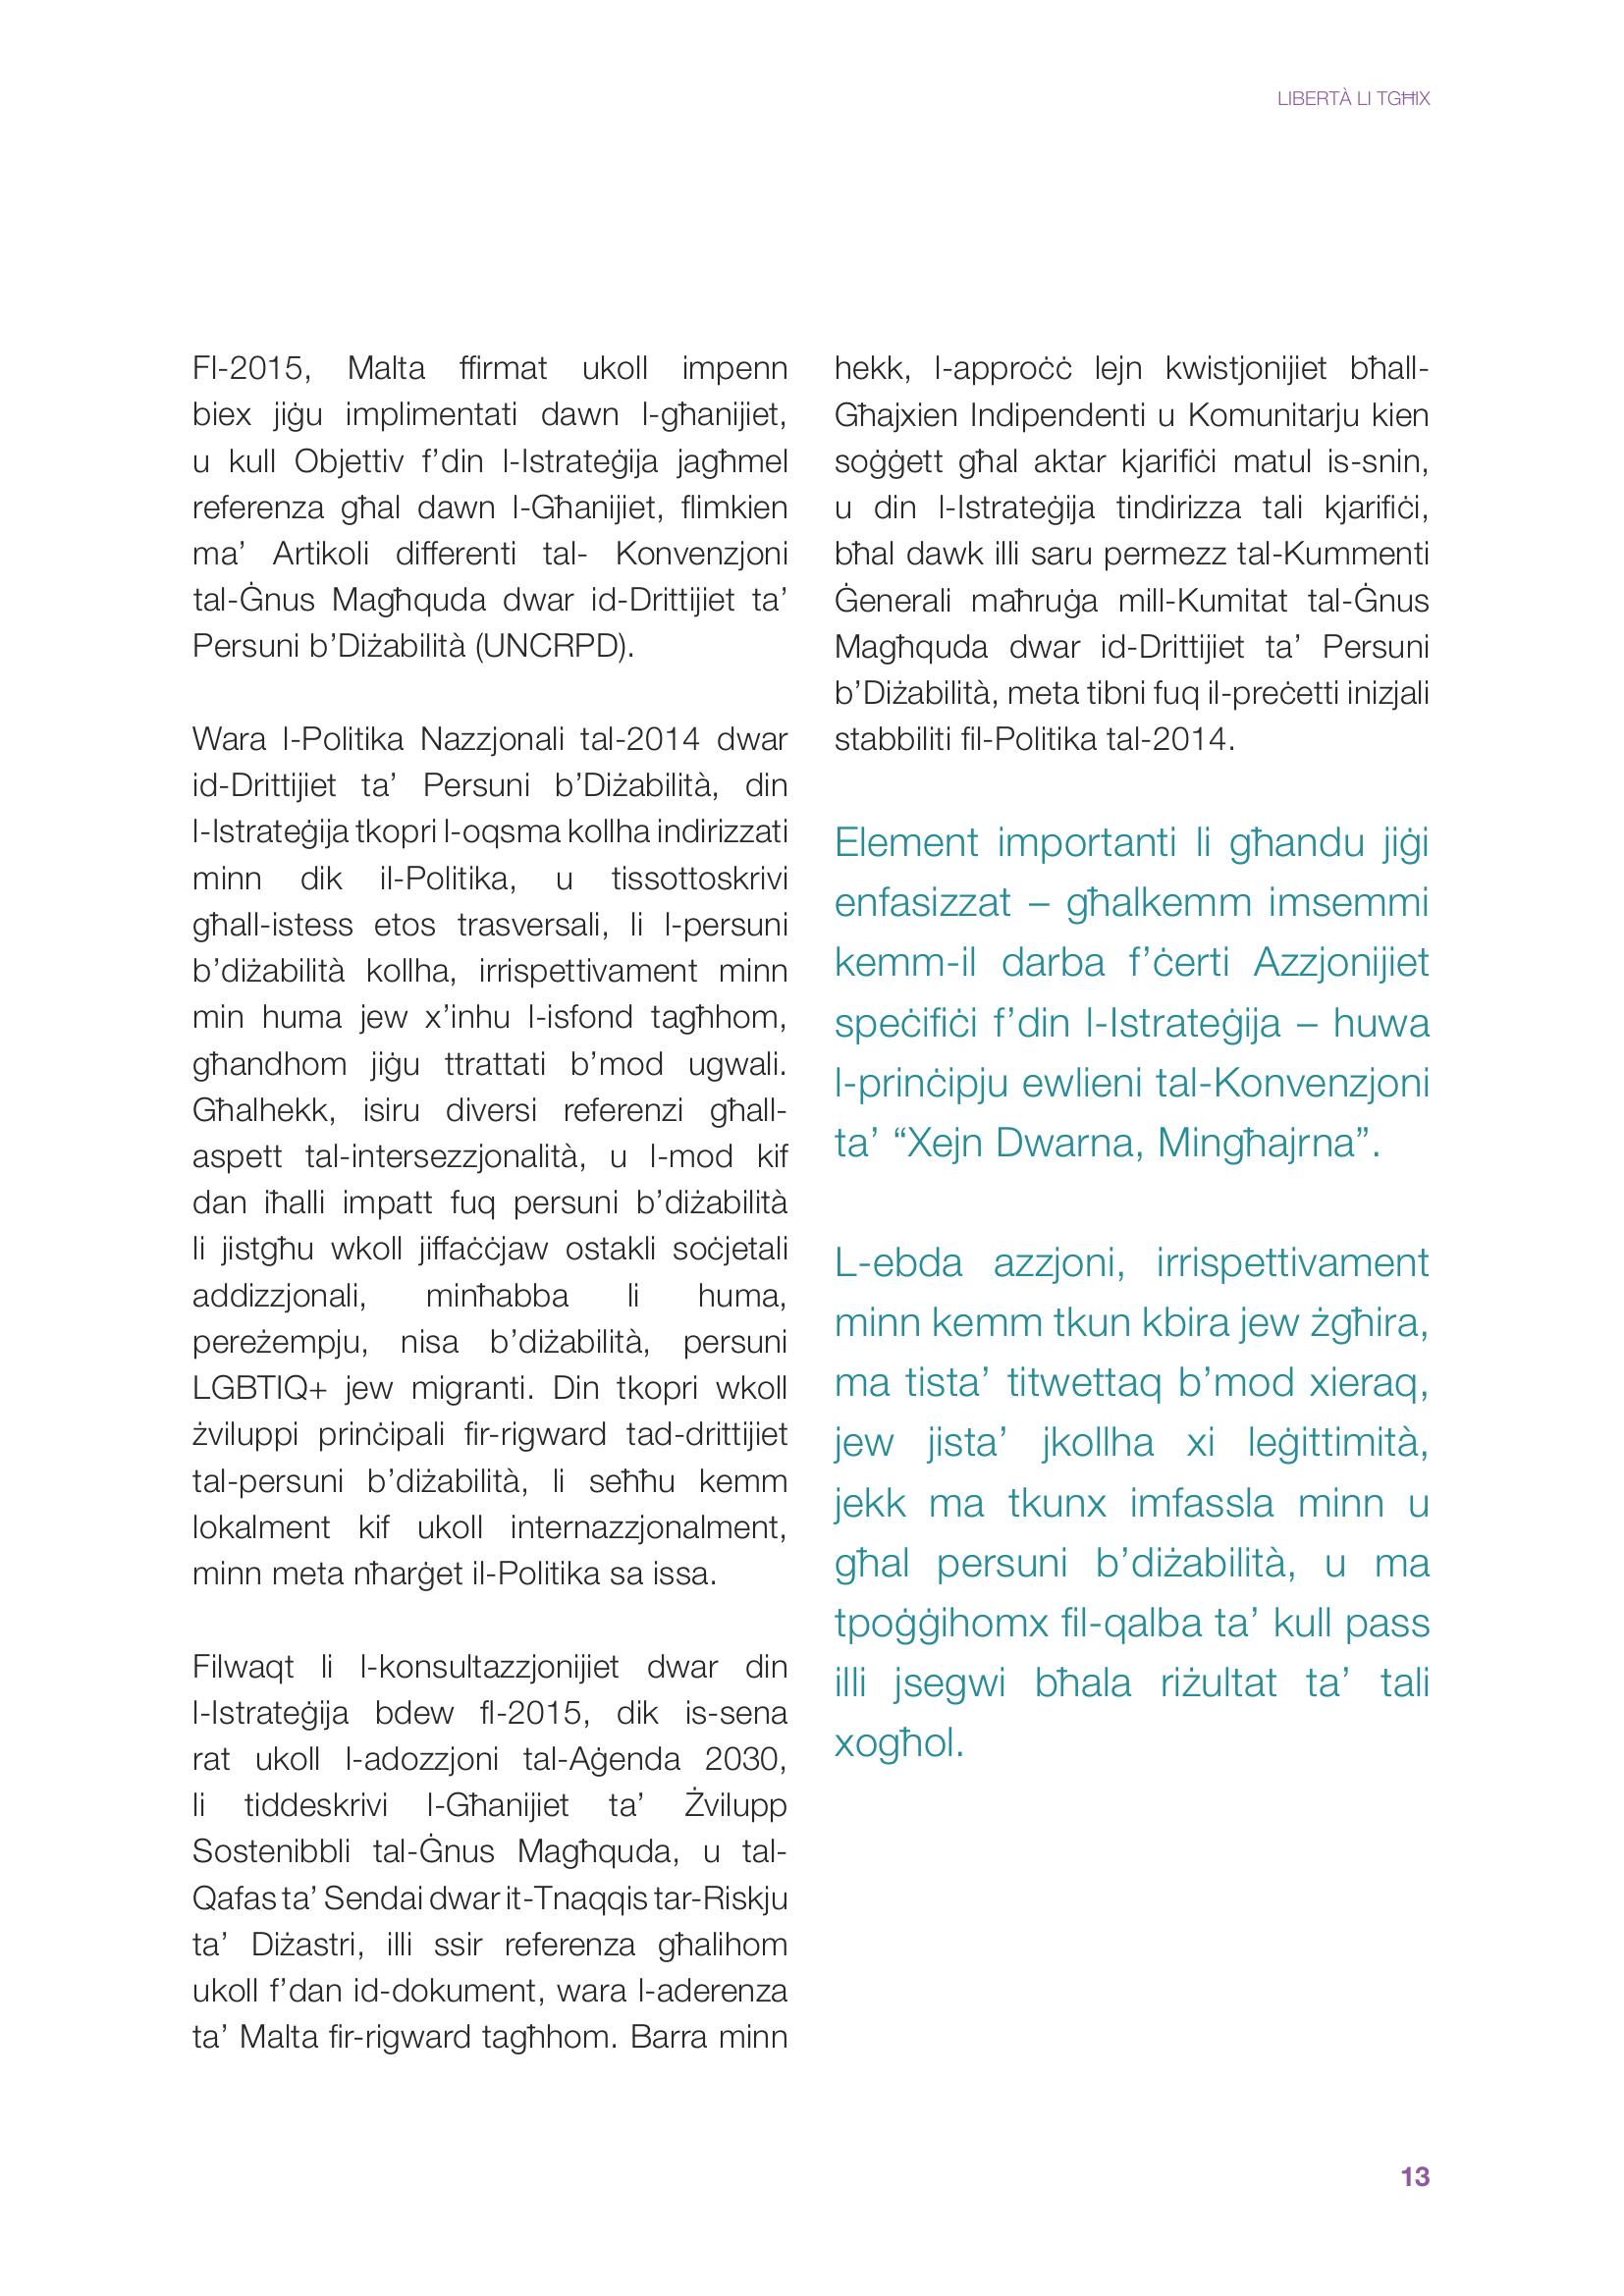 LIBERTÀ LI TGĦIX
Fl-2015, Malta ffirmat ukoll impenn
biex jiġu implimentati dawn l-għanijiet,
u kull Objettiv f’din l-Istrateġija jagħmel
referenza għal dawn l-Għanijiet, flimkien
ma’ Artikoli differenti tal- Konvenzjoni
tal-Ġnus Magħquda dwar id-Drittijiet ta’
Persuni b’Diżabilità (UNCRPD).
Wara l-Politika Nazzjonali tal-2014 dwar
id-Drittijiet ta’ Persuni b’Diżabilità, din
l-Istrateġija tkopri l-oqsma kollha indirizzati
minn dik il-Politika, u tissottoskrivi
għall-istess etos trasversali, li l-persuni
b’diżabilità kollha, irrispettivament minn
min huma jew x’inhu l-isfond tagħhom,
għandhom jiġu ttrattati b’mod ugwali.
Għalhekk, isiru diversi referenzi għall-
aspett tal-intersezzjonalità, u l-mod kif
dan iħalli impatt fuq persuni b’diżabilità
li jistgħu wkoll jiffaċċjaw ostakli soċjetali
addizzjonali, minħabba li huma,
pereżempju, nisa b’diżabilità, persuni
LGBTIQ+ jew migranti. Din tkopri wkoll
żviluppi prinċipali fir-rigward tad-drittijiet
tal-persuni b’diżabilità, li seħħu kemm
lokalment kif ukoll internazzjonalment,
minn meta nħarġet il-Politika sa issa.
Filwaqt li l-konsultazzjonijiet dwar din
l-Istrateġija bdew fl-2015, dik is-sena
rat ukoll l-adozzjoni tal-Aġenda 2030,
li tiddeskrivi l-Għanijiet ta’ Żvilupp
Sostenibbli tal-Ġnus Magħquda, u tal-
Qafas ta’ Sendai dwar it-Tnaqqis tar-Riskju
ta’ Diżastri, illi ssir referenza għalihom
ukoll f’dan id-dokument, wara l-aderenza
ta’ Malta fir-rigward tagħhom. Barra minn
hekk, l-approċċ lejn kwistjonijiet bħall-
Għajxien Indipendenti u Komunitarju kien
soġġett għal aktar kjarifiċi matul is-snin,
u din l-Istrateġija tindirizza tali kjarifiċi,
bħal dawk illi saru permezz tal-Kummenti
Ġenerali maħruġa mill-Kumitat tal-Ġnus
Magħquda dwar id-Drittijiet ta’ Persuni
b’Diżabilità, meta tibni fuq il-preċetti inizjali
stabbiliti fil-Politika tal-2014.
Element importanti li għandu jiġi
enfasizzat – għalkemm imsemmi
kemm-il darba f’ċerti Azzjonijiet
speċifiċi f’din l-Istrateġija – huwa
l-prinċipju ewlieni tal-Konvenzjoni
ta’ “Xejn Dwarna, Mingħajrna”.
L-ebda azzjoni, irrispettivament
minn kemm tkun kbira jew żgħira,
ma tista’ titwettaq b’mod xieraq,
jew jista’ jkollha xi leġittimità,
jekk ma tkunx imfassla minn u
għal persuni b’diżabilità, u ma
tpoġġihomx fil-qalba ta’ kull pass
illi jsegwi bħala riżultat ta’ tali
xogħol.
13